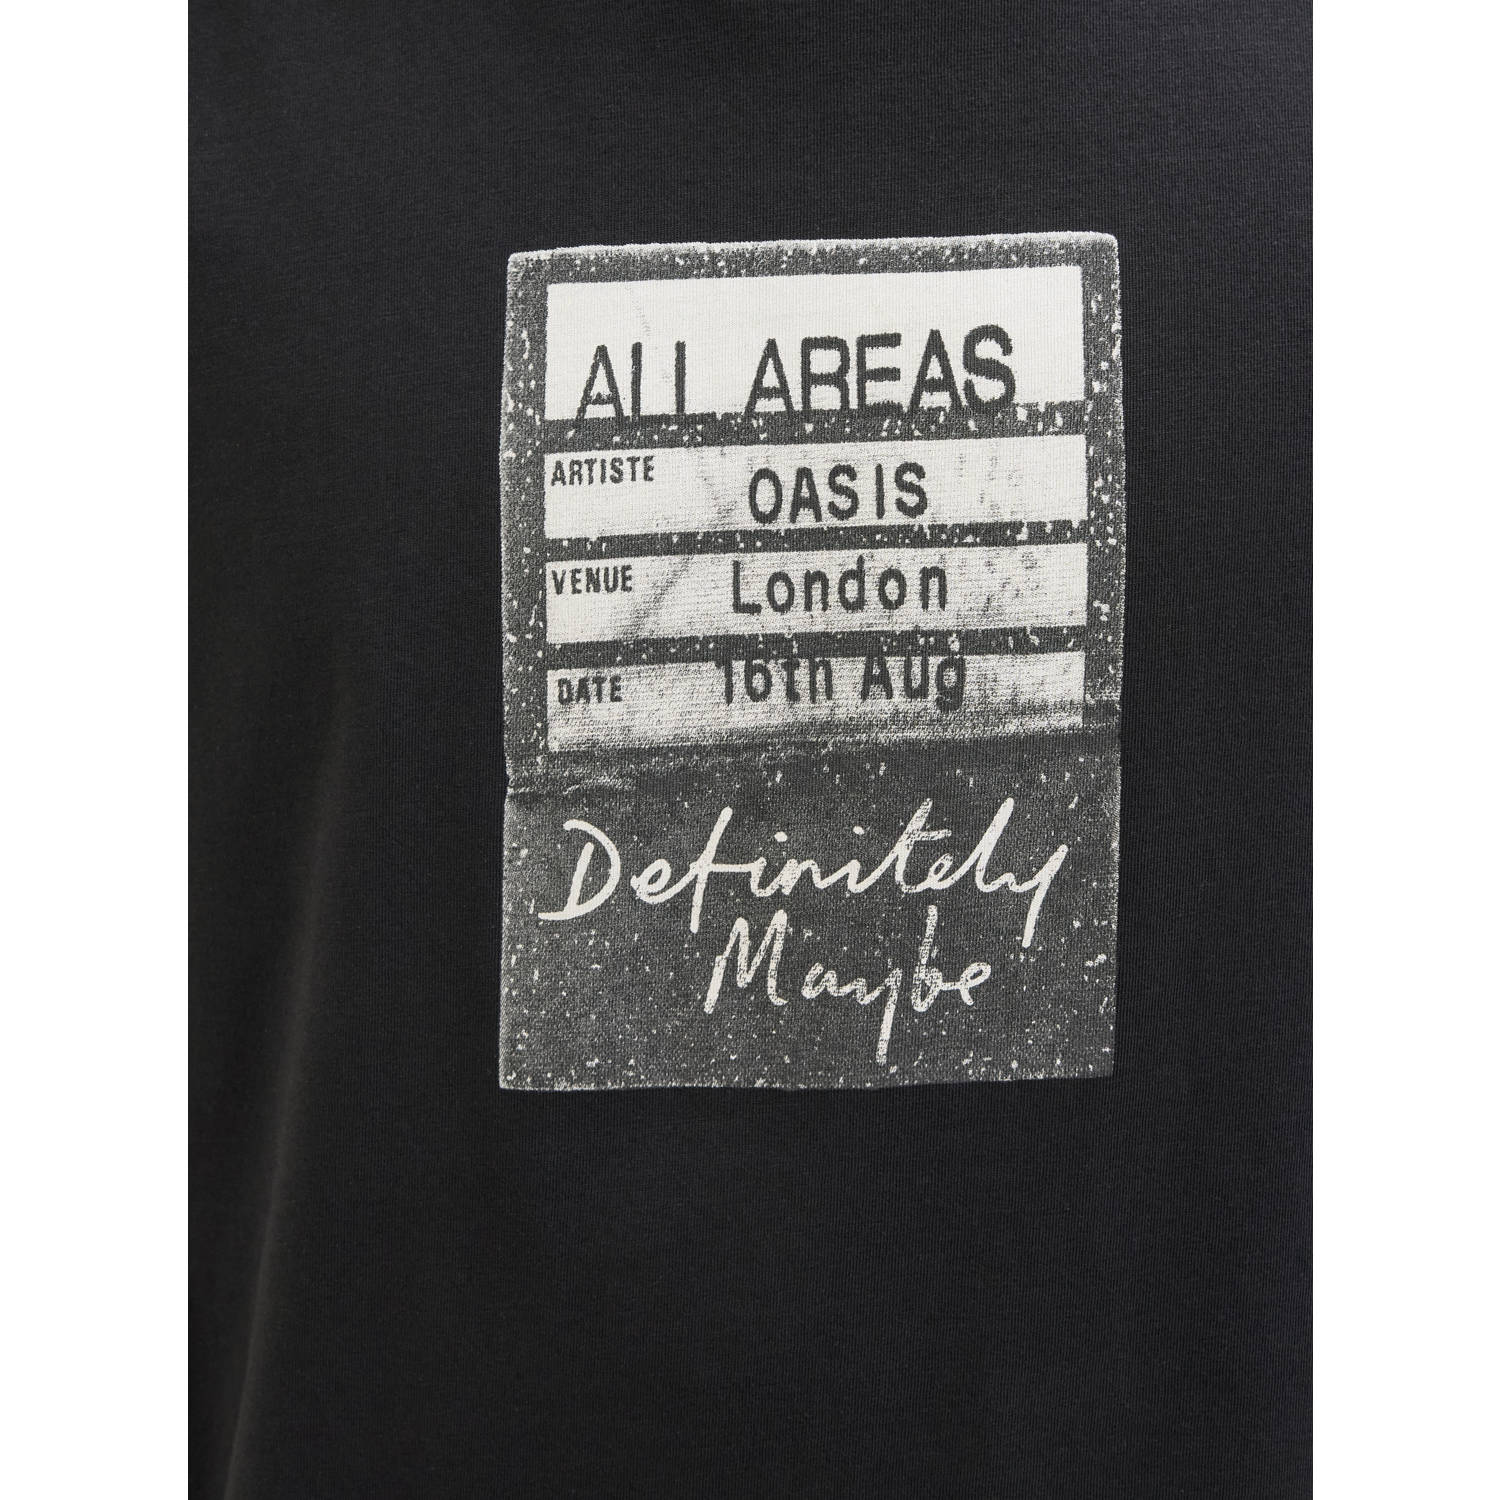 ALL AREAS
ARTISTE OASIS
VENUE London
DATE 16th Aug
Definitely
Maybe